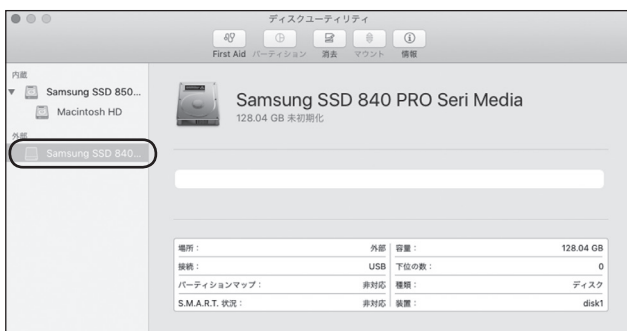 ディスクユーティリティ
First Aid パーティション 消去 マウント 情報
内蔵
Samsung SSD 850...
Macintosh HD
外部
Samsung SSD 840...
Samsung SSD 840 PRO Seri Media
128.04 GB 未初期化
場所： 外部 容量： 128.04 GB
接続： USB 下位の数： 0
パーティションマップ： 非対応 種類： ディスク
S.M.A.R.T. 状況： 非対応 装置： disk1